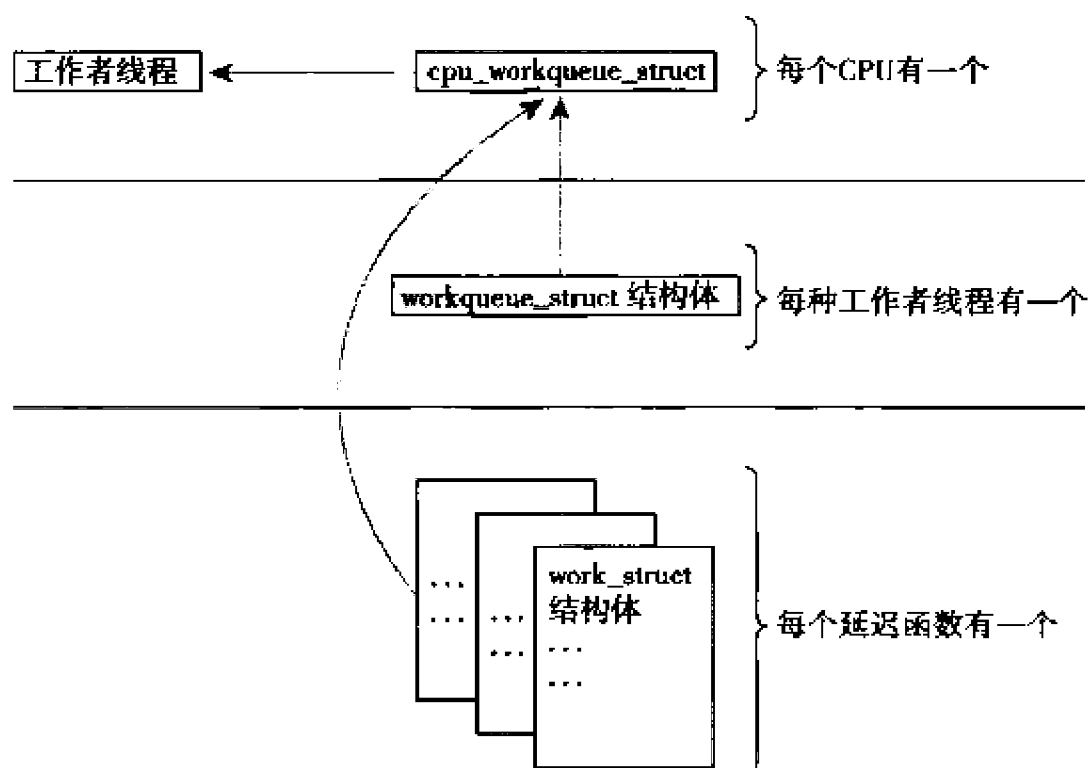 工作者线程
cpu_workqueue_struct
每个CPU有一个
workqueue_struct 结构体
每种工作者线程有一个
...
...
...
...
work_struct
结构体
...
...
每个延迟函数有一个